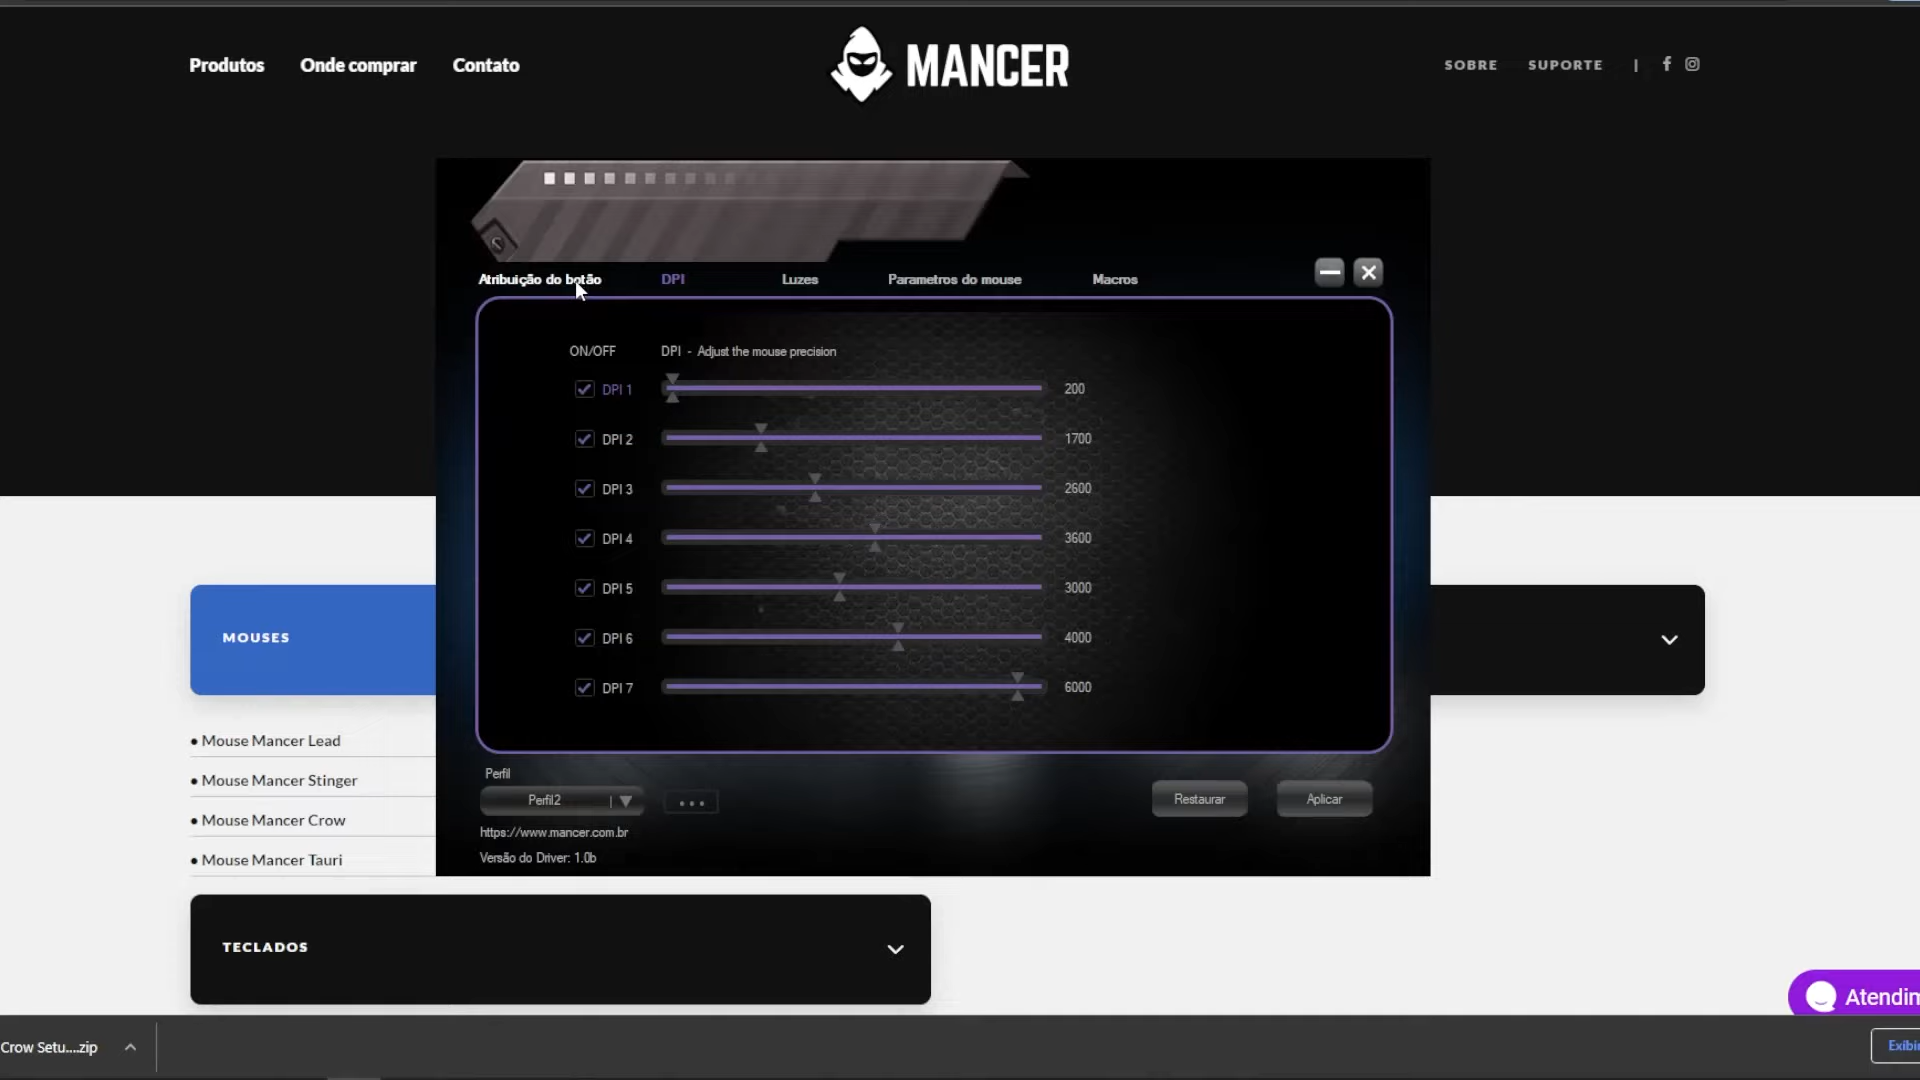 Produtos
Onde comprar
Contato
MANCER
SOBRE
SUPORTE
|
Atribuição do botão
DPI
Luzes
Parametros do mouse
Macros
ON/OFF
DPI - Adjust the mouse precision
DPI 1
200
DPI 2
1700
DPI 3
2600
DPI 4
3600
DPI 5
3000
DPI 6
4000
DPI 7
6000
Perfil
Perfil2
...
Restaurar
Aplicar
https://www.mancer.com.br
Versão do Driver: 1.0b
MOUSES
• Mouse Mancer Lead
• Mouse Mancer Stinger
• Mouse Mancer Crow
• Mouse Mancer Tauri
TECLADOS
Atendim
Crow Setu....zip
Exibir